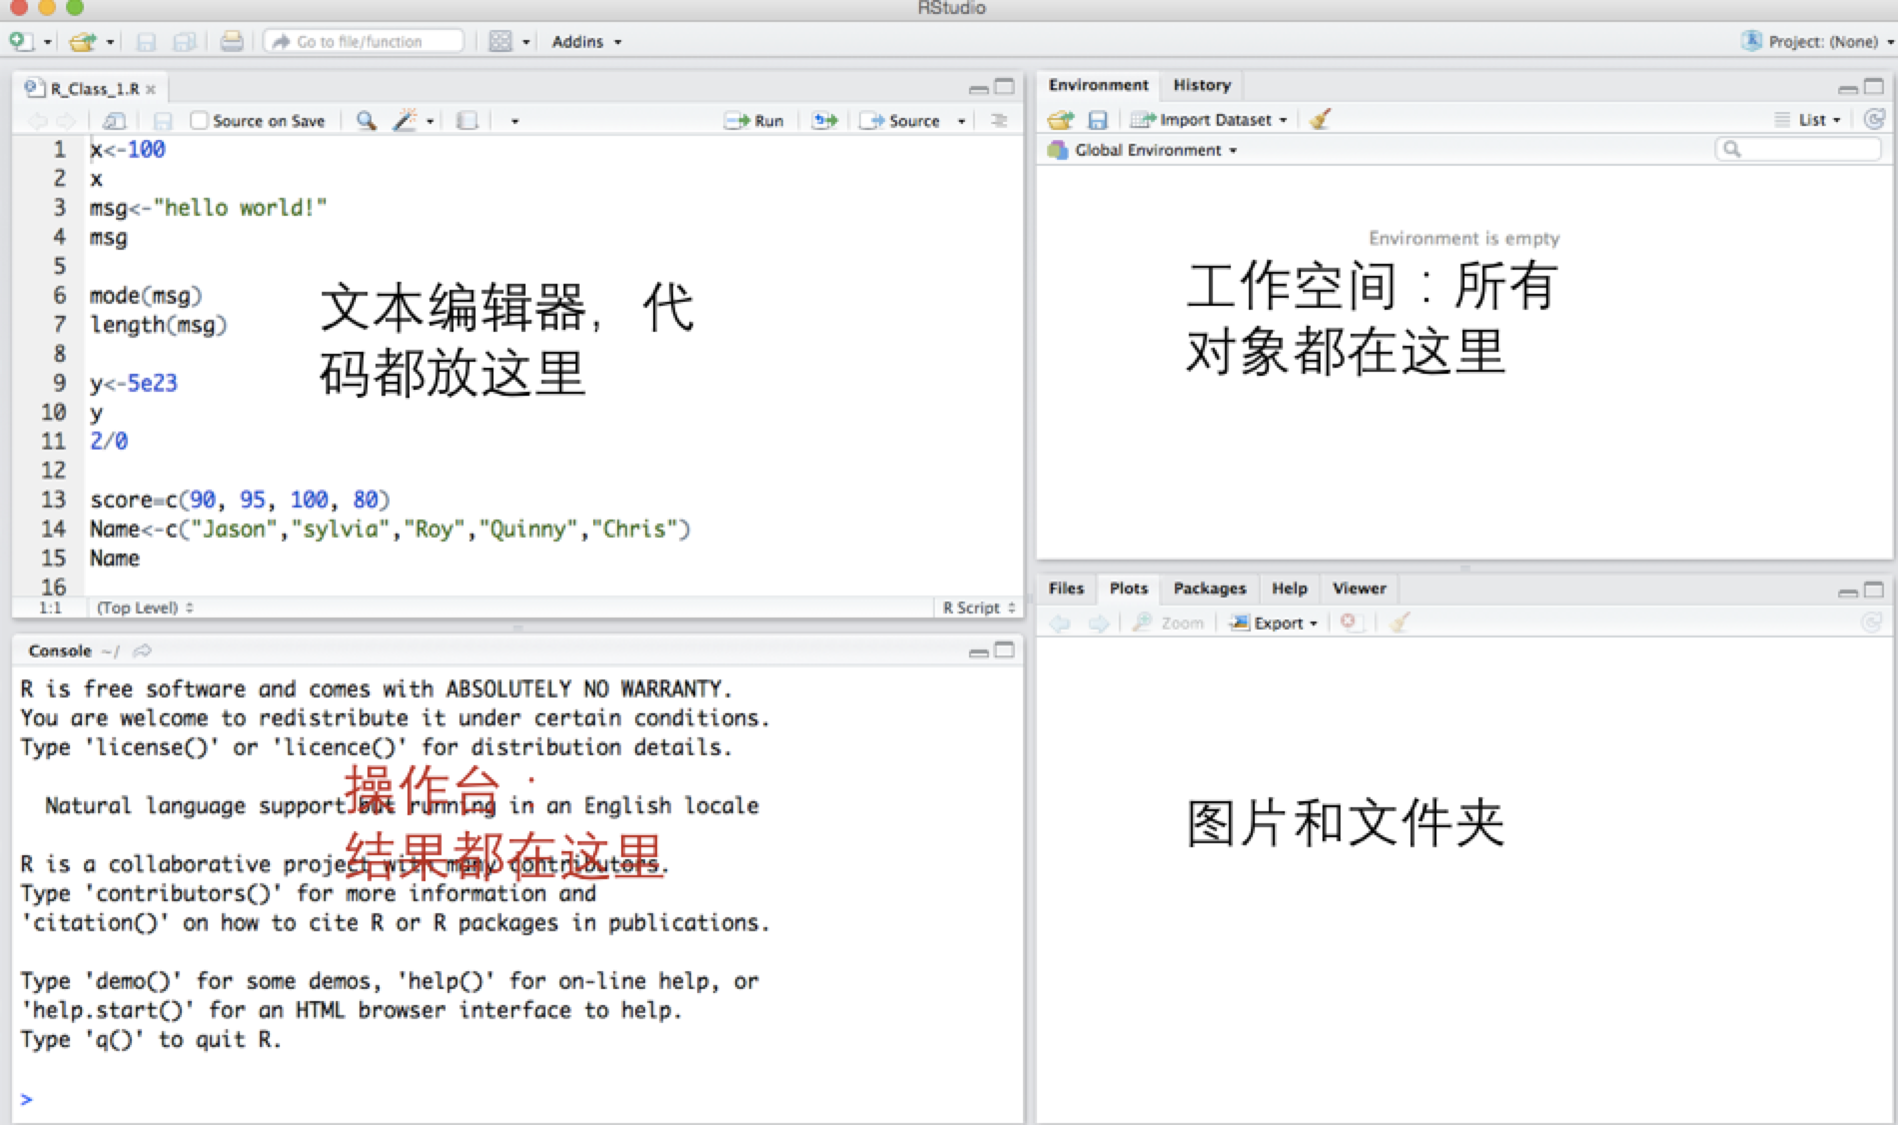 RStudio
Go to file/function
Addins
Project: (None)
R_Class_1.R
Source on Save
Run
Source
1 x<-100
2 x
3 msg<-"hello world!"
4 msg
5
6 mode(msg)
7 length(msg)
8
9 y<-5e23
10 y
11 2/0
12
13 score=c(90, 95, 100, 80)
14 Name<-c("Jason","sylvia","Roy","Quinny","Chris")
15 Name
16
文本编辑器，代
码都放这里
1:1 (Top Level) R Script
Console ~/
R is free software and comes with ABSOLUTELY NO WARRANTY.
You are welcome to redistribute it under certain conditions.
Type 'license()' or 'licence()' for distribution details.
Natural language support but running in an English locale
R is a collaborative project with many contributors.
Type 'contributors()' for more information and
'citation()' on how to cite R or R packages in publications.
Type 'demo()' for some demos, 'help()' for on-line help, or
'help.start()' for an HTML browser interface to help.
Type 'q()' to quit R.
>
操作台：
结果都在这里
Environment History
Import Dataset List
Global Environment
Environment is empty
工作空间：所有
对象都在这里
Files Plots Packages Help Viewer
Zoom Export
图片和文件夹